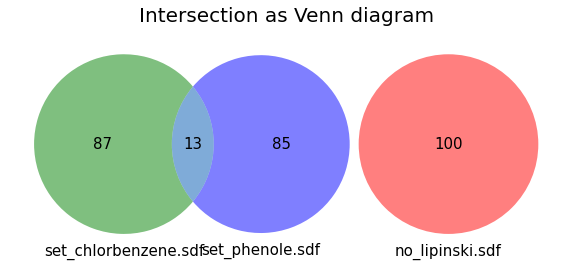 Intersection as Venn diagram
87
13
85
100
set_chlorbenzene.sdf
set_phenole.sdf
no_lipinski.sdf